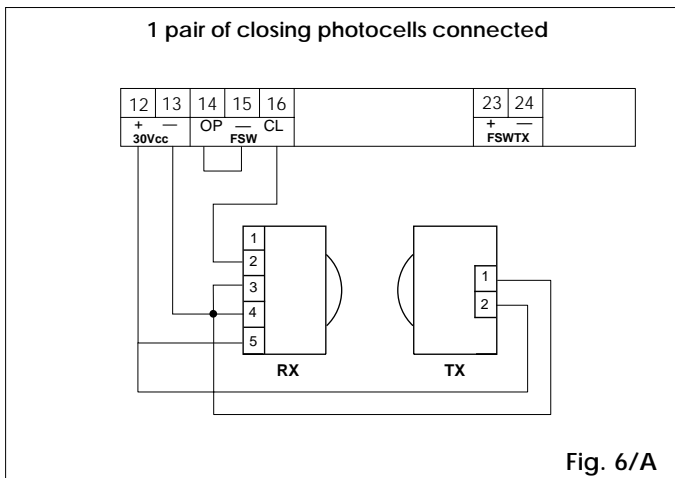 1 pair of closing photocells connected
12 13 14 15 16 23 24
+ — OP — CL + —
30Vcc FSW FSWTX
1
2
3
4
5
1
2
RX TX
Fig. 6/A